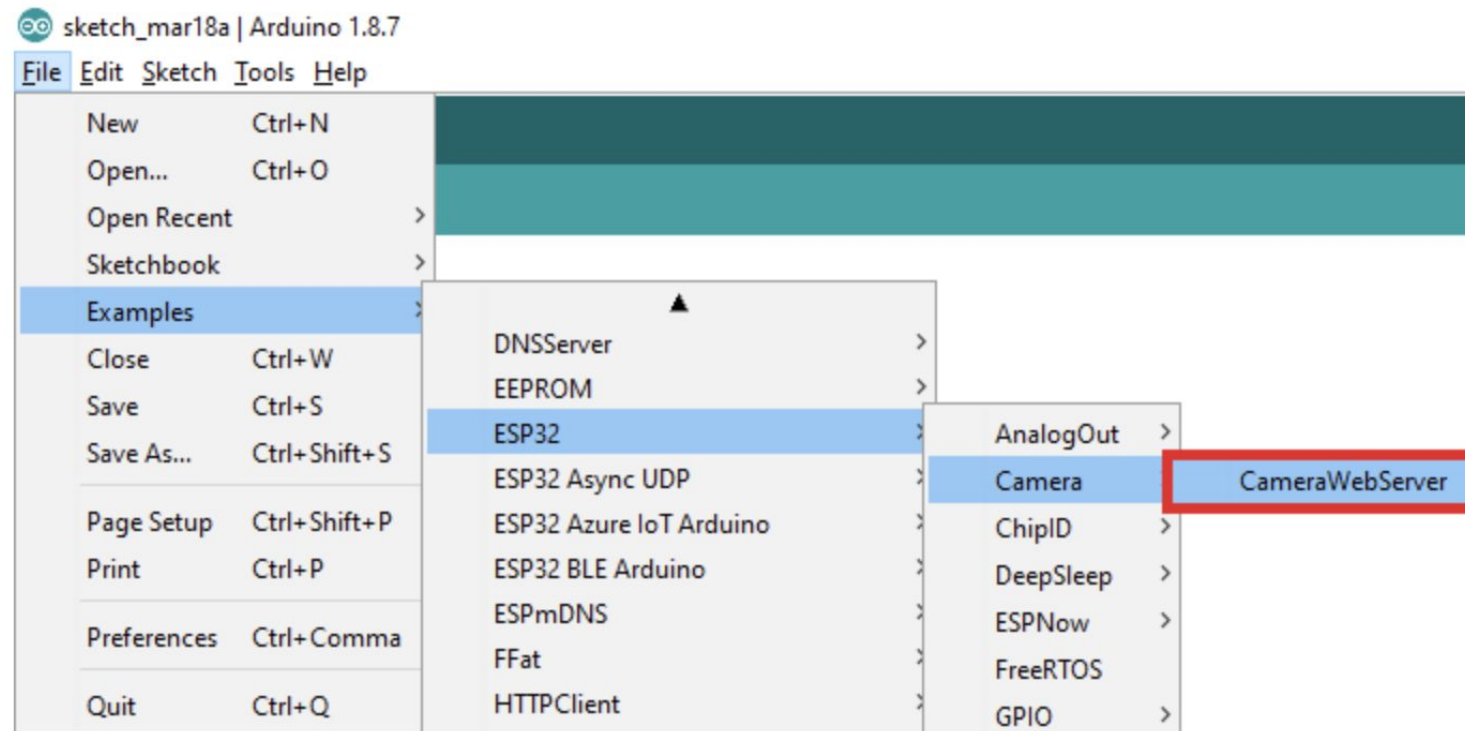 sketch_mar18a | Arduino 1.8.7
File Edit Sketch Tools Help
New Ctrl+N
Open... Ctrl+O
Open Recent
Sketchbook
Examples
Close Ctrl+W
Save Ctrl+S
Save As... Ctrl+Shift+S
Page Setup Ctrl+Shift+P
Print Ctrl+P
Preferences Ctrl+Comma
Quit Ctrl+Q
DNSServer
EEPROM
ESP32
ESP32 Async UDP
ESP32 Azure IoT Arduino
ESP32 BLE Arduino
ESPmDNS
FFat
HTTPClient
AnalogOut
Camera
ChipID
DeepSleep
ESPNow
FreeRTOS
GPIO
CameraWebServer